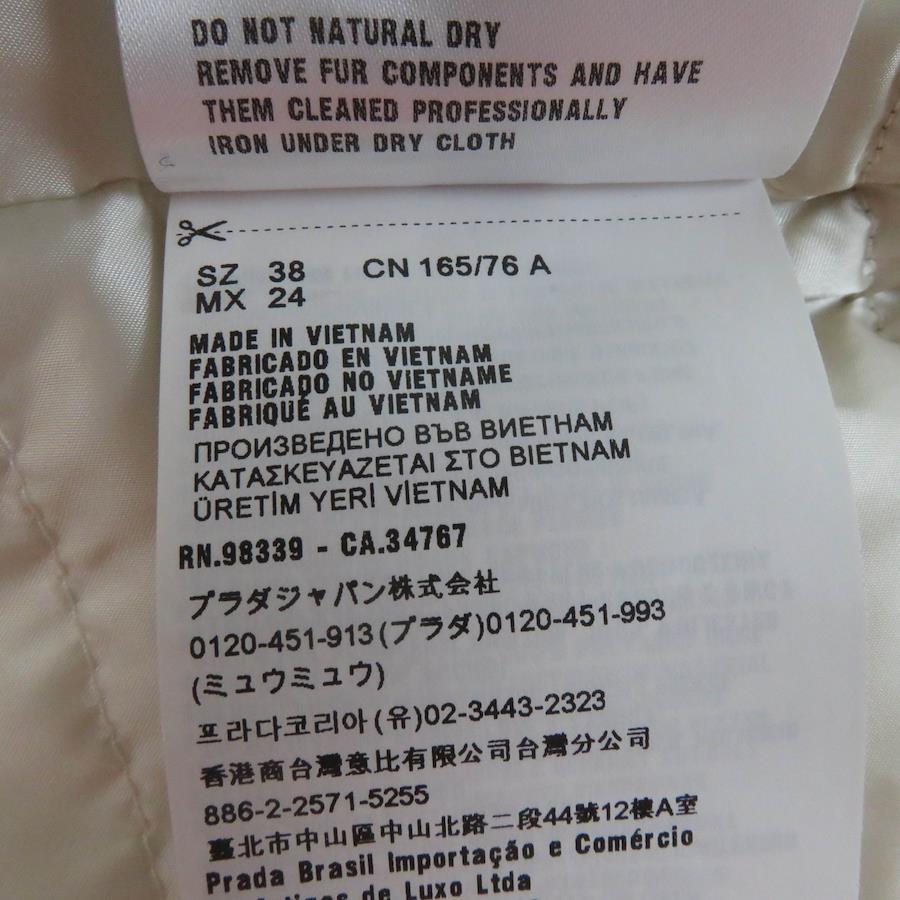 DO NOT NATURAL DRY
REMOVE FUR COMPONENTS AND HAVE
THEM CLEANED PROFESSIONALLY
IRON UNDER DRY CLOTH
SZ 38 CN 165/76 A
MX 24
MADE IN VIETNAM
FABRICADO EN VIETNAM
FABRICADO NO VIETNAME
FABRIQUÉ AU VIETNAM
ПРОИЗВЕДЕНО ВЪВ ВИЕТНАМ
ΚΑΤΑΣΚΕΥΑΖΕΤΑΙ ΣΤΟ ΒΙΕΤΝΑΜ
ÜRETİM YERİ VİETNAM
RN.98339 - CA.34767
プラダジャパン株式会社
0120-451-913(プラダ)0120-451-993
(ミュウミュウ)
프라다코리아(유)02-3443-2323
香港商台灣意比有限公司台灣分公司
886-2-2571-5255
臺北市中山區中山北路二段44號12樓A室
Prada Brasil Importação e Comércio
de Luxo Ltda